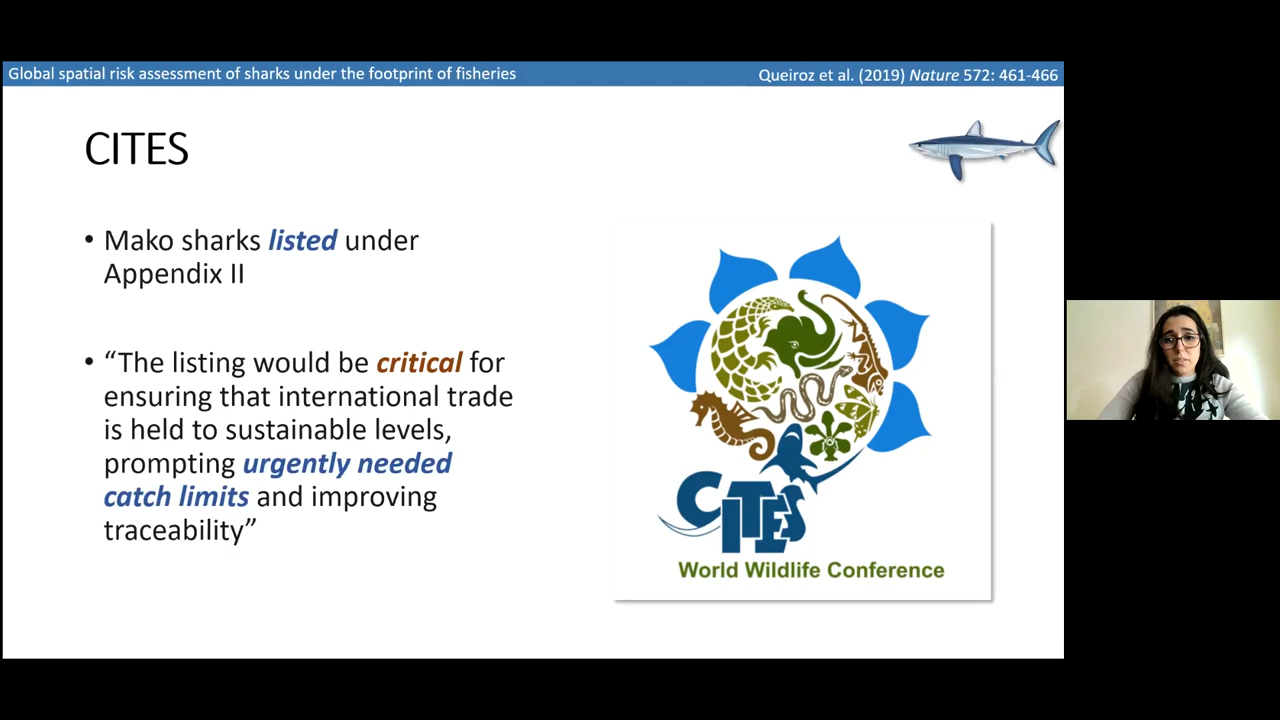 Global spatial risk assessment of sharks under the footprint of fisheries
Queiroz et al. (2019) Nature 572: 461-466
CITES
• Mako sharks listed under
Appendix II
• “The listing would be critical for
ensuring that international trade
is held to sustainable levels,
prompting urgently needed
catch limits and improving
traceability”
CITES
World Wildlife Conference